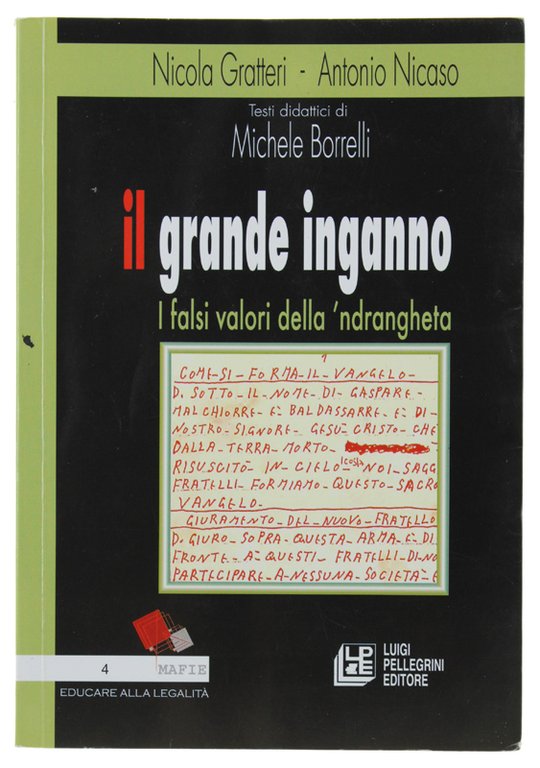 Nicola Gratteri - Antonio Nicaso
Testi didattici di
Michele Borrelli
il grande inganno
I falsi valori della 'ndrangheta
1
COME-SI-FORMA-IL-VANGELO-
D. SOTTO-IL-NOME-DI-GASPARE-
MALCHIORRE-E-BALDASSARRE-E-DI-
NOSTRO-SIGNORE-GESÙ-CRISTO-CHE
DALLA-TERRA-MORTO-
RISUSCITÒ IN-CIELO (COSÌ) NOI-SAGG
FRATELLI-FORMIAMO-QUESTO-SACRO
VANGELO-
GIURAMENTO-DEL-NUOVO-FRATELLO
D. GIURO-SOPRA-QUESTA-ARMA-E-DI
FRONTE-A-QUESTI-FRATELLI-DI-NO
PARTECIPARE-A-NESSUNA-SOCIETÀ-E
4
MAFIE
EDUCARE ALLA LEGALITÀ
LPE
LUIGI
PELLEGRINI
EDITORE